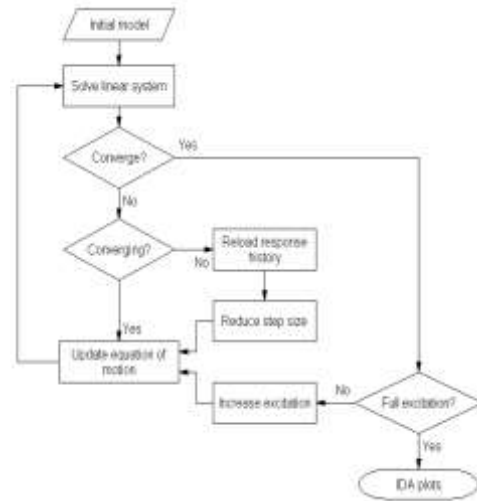 Initial model
Solve linear system
Converge?
Yes
No
Converging?
No
Reload response
history
Reduce step size
Yes
Update equation of
motion
Increase excitation
No
Full excitation?
Yes
IDA plots